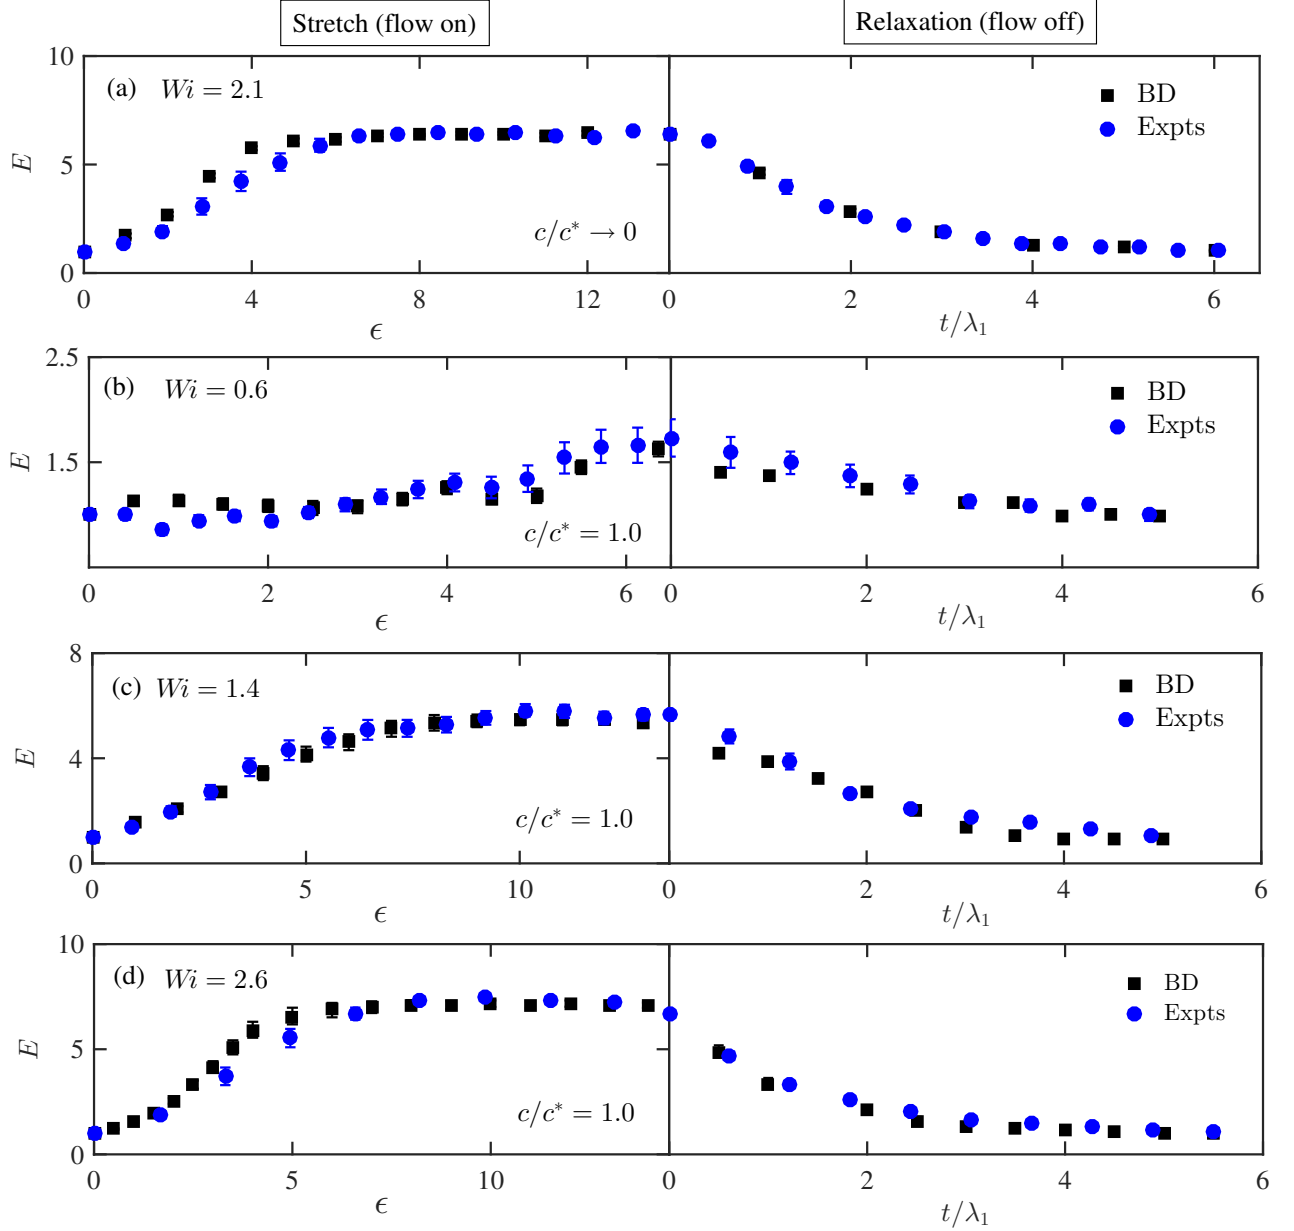 Stretch (flow on)
Relaxation (flow off)
(a) Wi = 2.1
10
5
0
E
c/c* → 0
BD
Expts
0 4 8 12 0 2 4 6
ϵ
t/λ₁
(b) Wi = 0.6
2.5
1.5
E
c/c* = 1.0
BD
Expts
0 2 4 6 0 2 4 6
ϵ
t/λ₁
(c) Wi = 1.4
8
4
0
E
c/c* = 1.0
BD
Expts
0 5 10 0 2 4 6
ϵ
t/λ₁
(d) Wi = 2.6
10
5
0
E
c/c* = 1.0
BD
Expts
0 5 10 0 2 4 6
ϵ
t/λ₁